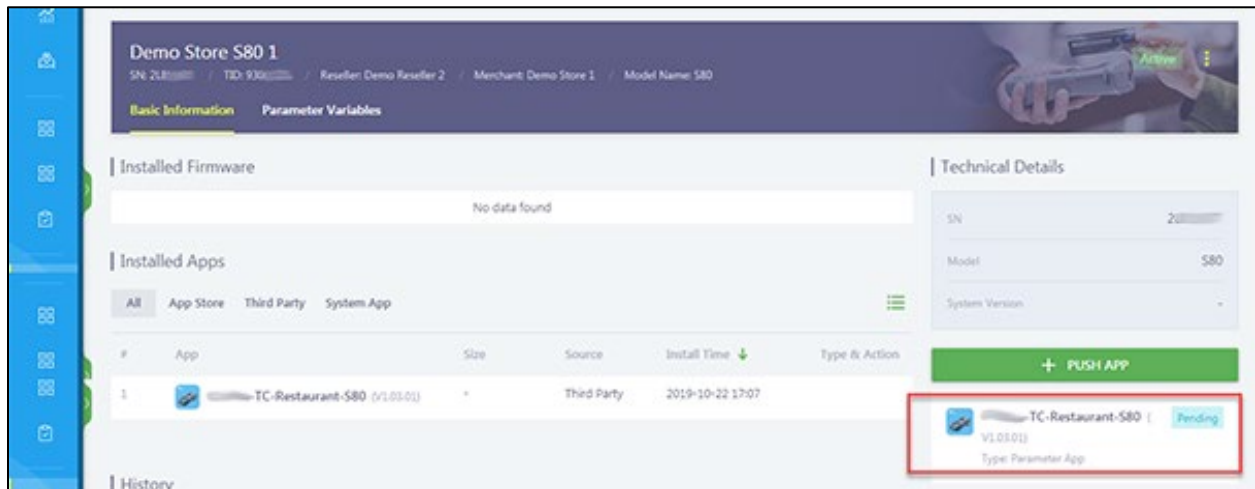 Demo Store S80 1
SN: 2L8 / TID: 930 / Reseller: Demo Reseller 2 / Merchant: Demo Store 1 / Model Name: S80
Active
Basic Information Parameter Variables
Installed Firmware
No data found
Installed Apps
All App Store Third Party System App
# App Size Source Install Time Type & Action
1 -TC-Restaurant-S80 (V1.03.01) - Third Party 2019-10-22 17:07
History
Technical Details
SN 2
Model S80
System Version -
+ PUSH APP
-TC-Restaurant-S80 ( Pending
V1.03.01)
Type: Parameter App